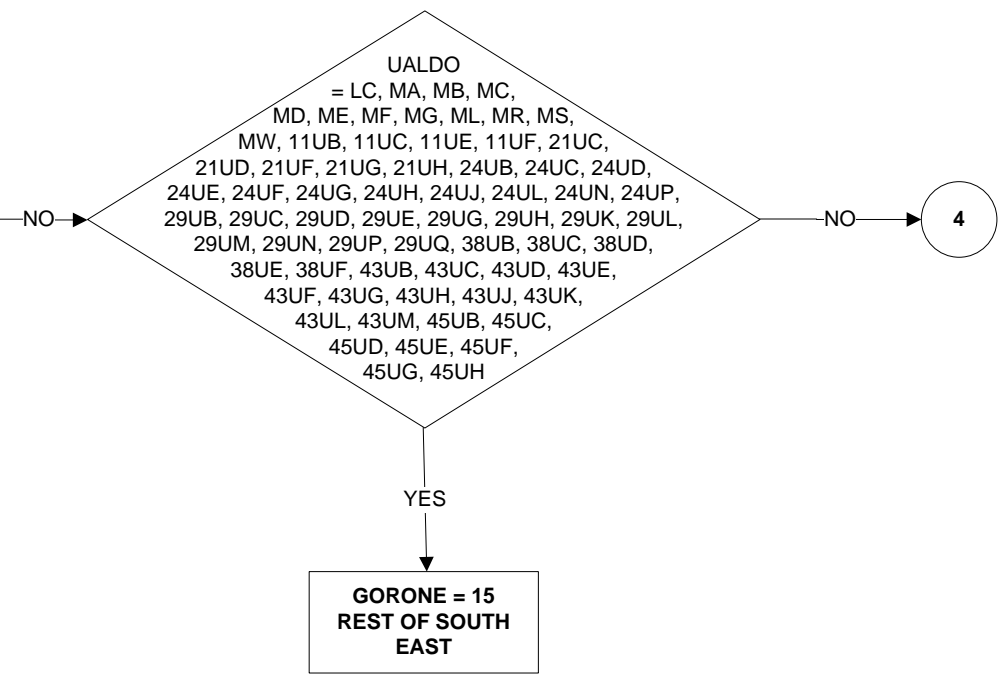 UALDO
= LC, MA, MB, MC,
MD, ME, MF, MG, ML, MR, MS,
MW, 11UB, 11UC, 11UE, 11UF, 21UC,
21UD, 21UF, 21UG, 21UH, 24UB, 24UC, 24UD,
24UE, 24UF, 24UG, 24UH, 24UJ, 24UL, 24UN, 24UP,
29UB, 29UC, 29UD, 29UE, 29UG, 29UH, 29UK, 29UL,
29UM, 29UN, 29UP, 29UQ, 38UB, 38UC, 38UD,
38UE, 38UF, 43UB, 43UC, 43UD, 43UE,
43UF, 43UG, 43UH, 43UJ, 43UK,
43UL, 43UM, 45UB, 45UC,
45UD, 45UE, 45UF,
45UG, 45UH
NO
NO
4
YES
GORONE = 15
REST OF SOUTH
EAST